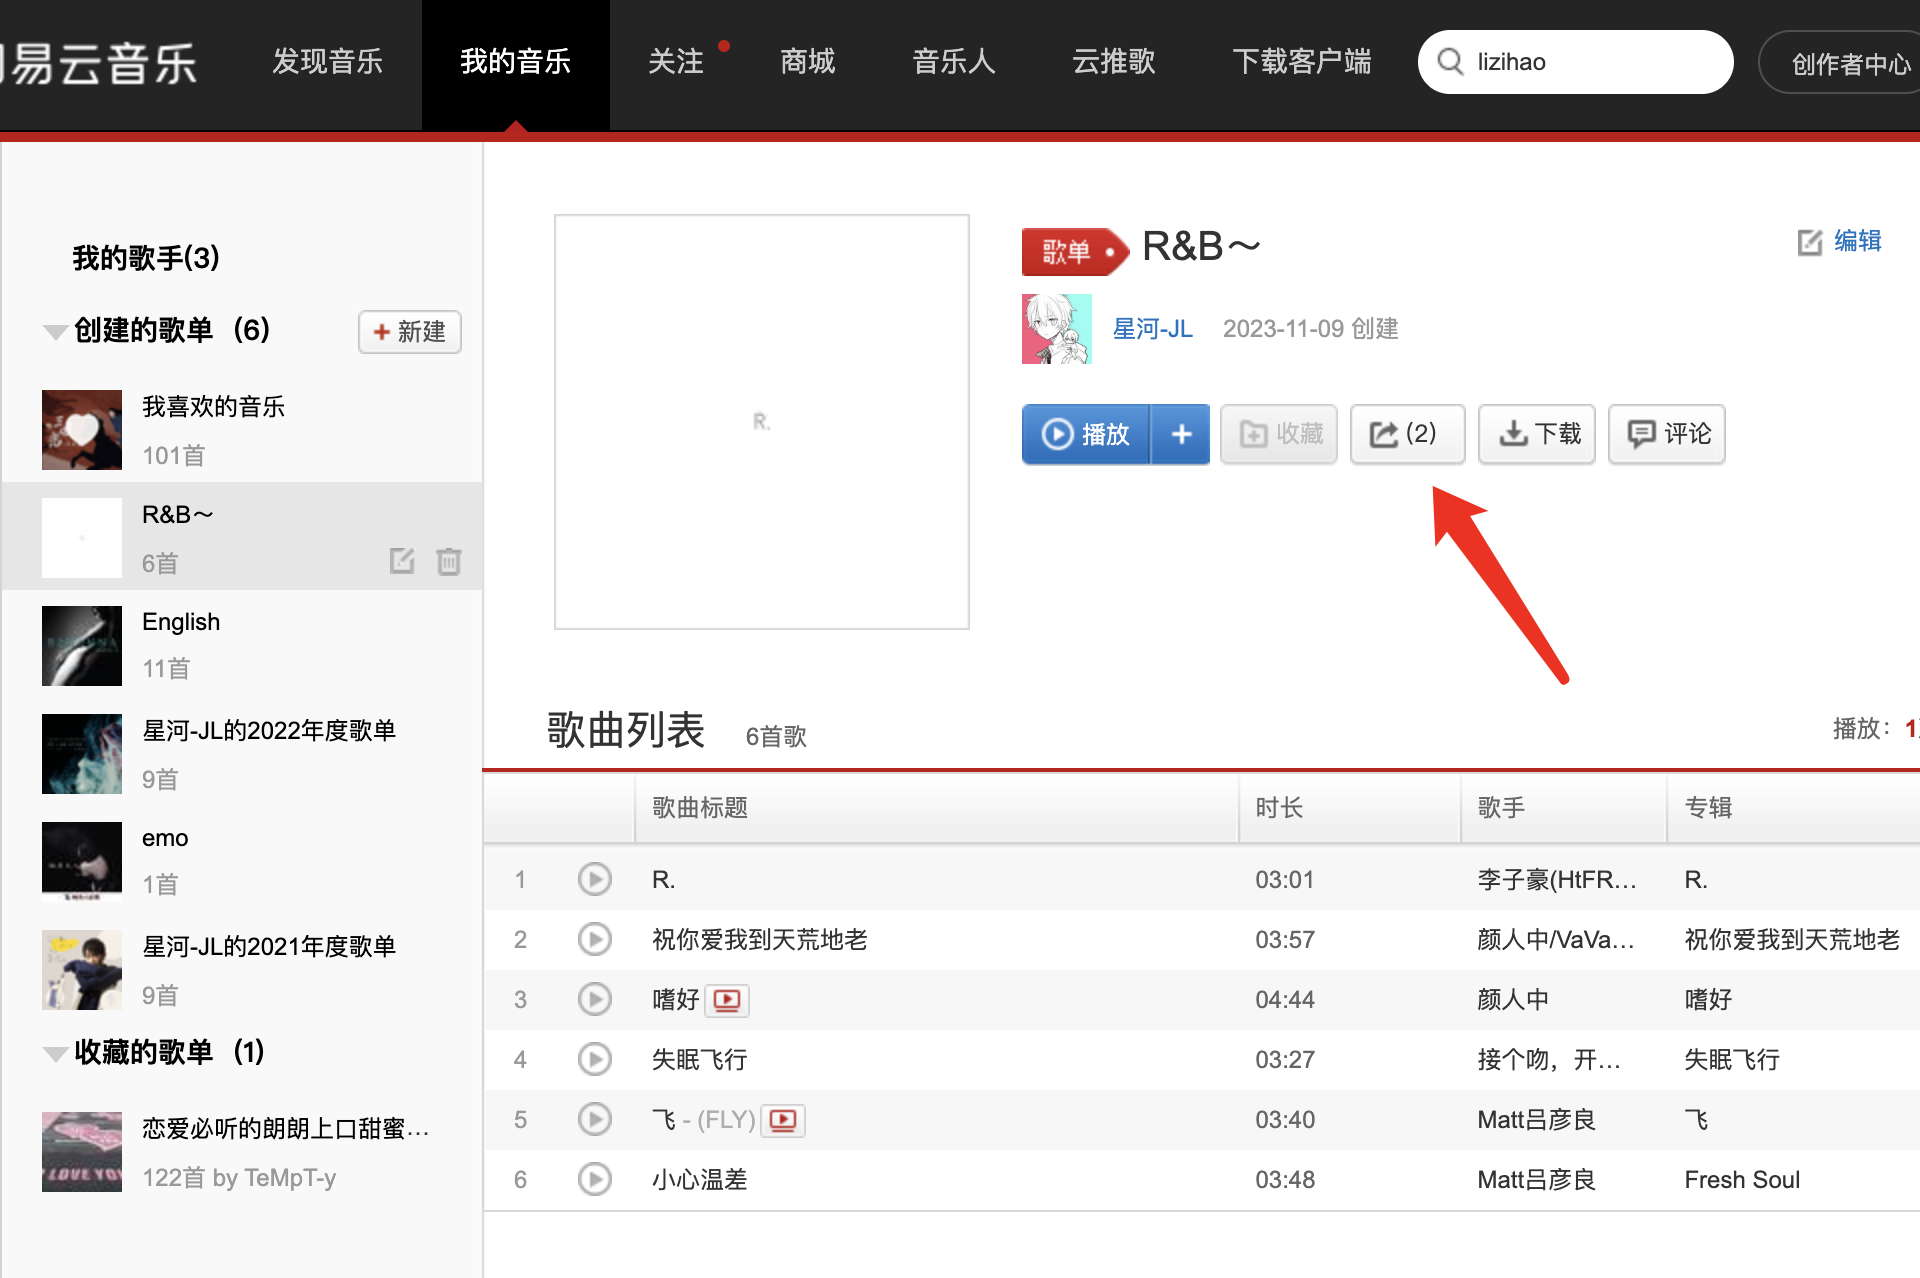 易云音乐
发现音乐
我的音乐
关注
商城
音乐人
云推歌
下载客户端
lizihao
创作者中心
我的歌手(3)
创建的歌单 (6)
新建
我喜欢的音乐
101首
R&B～
6首
English
11首
星河-JL的2022年度歌单
9首
emo
1首
星河-JL的2021年度歌单
9首
收藏的歌单 (1)
恋爱必听的朗朗上口甜蜜…
122首 by TeMpT-y
LOVE YOU
R.
歌单
R&B～
编辑
星河-JL 2023-11-09 创建
播放
收藏
(2)
下载
评论
歌曲列表 6首歌
播放：1
歌曲标题 时长 歌手 专辑
1 R. 03:01 李子豪(HtFR… R.
2 祝你爱我到天荒地老 03:57 颜人中/VaVa… 祝你爱我到天荒地老
3 嗜好 04:44 颜人中 嗜好
4 失眠飞行 03:27 接个吻，开… 失眠飞行
5 飞 - (FLY) 03:40 Matt吕彦良 飞
6 小心温差 03:48 Matt吕彦良 Fresh Soul